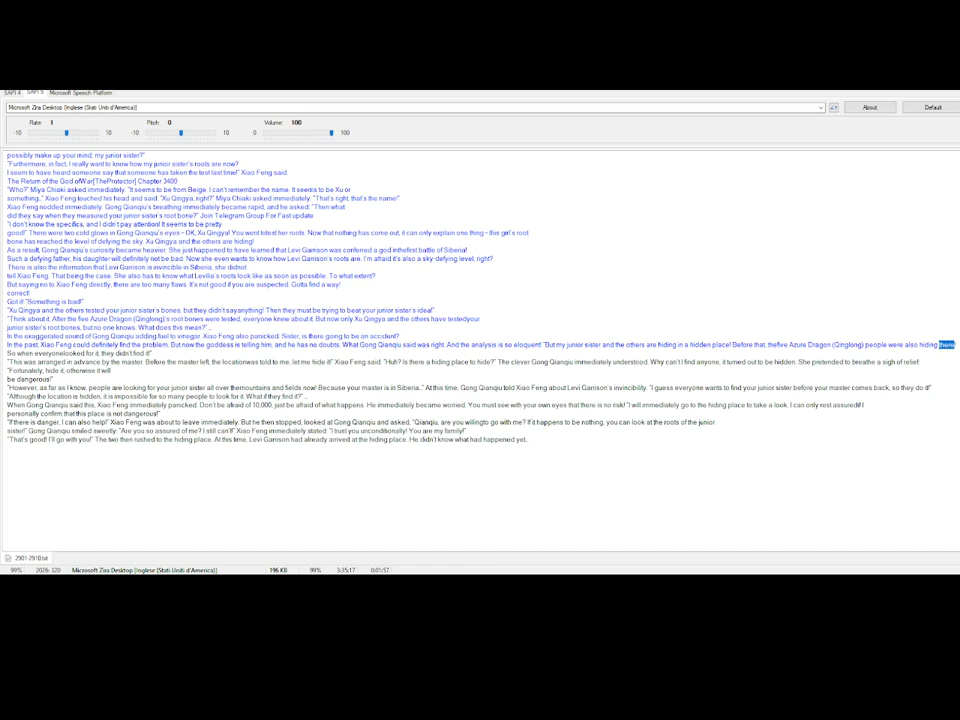 SAPI 4 SAPI 5 Microsoft Speech Platform
Microsoft Zira Desktop [Inglese (Stati Uniti d'America)]
About Default
Rate: 1 Pitch: 0 Volume: 100
-10 10 -10 10 0 100
possibly make up your mind, my junior sister?"
"Furthermore, in fact, I really want to know how my junior sister's roots are now?
I seem to have heard someone say that someone has taken the test last time!" Xiao Feng said.
The Return of the God ofWar[TheProtector] Chapter 3400
"Who?" Miya Chiaki asked immediately. "It seems to be from Beige. I can't remember the name. It seems to be Xu or
something," Xiao Feng touched his head and said. "Xu Qingya, right?" Miya Chiaki asked immediately. "That's right, that's the name!"
Xiao Feng nodded immediately. Gong Qianqiu's breathing immediately became rapid, and he asked: "Then what
did they say when they measured your junior sister's root bone?" Join Telegram Group For Fast update
"I don't know the specifics, and I didn't pay attention! It seems to be pretty
good!" There were two cold glows in Gong Qianqiu's eyes – OK, Xu Qingya! You went totest her roots. Now that nothing has come out, it can only explain one thing – this girl's root
bone has reached the level of defying the sky. Xu Qingya and the others are hiding!
As a result, Gong Qianqiu's curiosity became heavier. She just happened to have learned that Levi Garrison was conferred a god inthefirst battle of Siberia!
Such a defying father, his daughter will definitely not be bad. Now she even wants to know how Levi Garrison's roots are. I'm afraid it's also a sky-defying level, right?
There is also the information that Levi Garrison is invincible in Siberia, she didnot
tell Xiao Feng. That being the case. She also has to know what Levilia's roots look like as soon as possible. To what extent?
But saying no to Xiao Feng directly, there are too many flaws. It's not good if you are suspected. Gotta find a way!
correct!
Got it! "Something is bad!"
"Xu Qingya and the others tested your junior sister's bones, but they didn't sayanything! Then they must be trying to beat your junior sister's idea!"
"Think about it. After the five Azure Dragon (Qinglong)'s root bones were tested, everyone knew about it. But now only Xu Qingya and the others have testedyour
junior sister's root bones, but no one knows. What does this mean?"...
In the exaggerated sound of Gong Qianqiu adding fuel to vinegar. Xiao Feng also panicked. Sister, is there going to be an accident?
In the past, Xiao Feng could definitely find the problem. But now the goddess is telling him, and he has no doubts. What Gong Qianqiu said was right. And the analysis is so eloquent! "But my junior sister and the others are hiding in a hidden place! Before that, thefive Azure Dragon (Qinglong) people were also hiding there.
So when everyonelooked for it, they didn't find it!"
"This was arranged in advance by the master. Before the master left, the locationwas told to me, let me hide it!" Xiao Feng said. "Huh? Is there a hiding place to hide?" The clever Gong Qianqiu immediately understood. Why can't I find anyone, it turned out to be hidden. She pretended to breathe a sigh of relief:
"Fortunately, hide it, otherwise it will
be dangerous!"
"However, as far as I know, people are looking for your junior sister all over themountains and fields now! Because your master is in Siberia,." At this time, Gong Qianqiu told Xiao Feng about Levi Garrison's invincibility. "I guess everyone wants to find your junior sister before your master comes back, so they do it!"
"Although the location is hidden, it is impossible for so many people to look for it. What if they find it?"...
When Gong Qianqiu said this, Xiao Feng immediately panicked. Don't be afraid of 10,000, just be afraid of what happens. He immediately became worried. You must see with your own eyes that there is no risk! "I will immediately go to the hiding place to take a look. I can only rest assuredif I
personally confirm that this place is not dangerous!"
"If there is danger, I can also help!" Xiao Feng was about to leave immediately. But he then stopped, looked at Gong Qianqiu and asked, "Qianqiu, are you willingto go with me? If it happens to be nothing, you can look at the roots of the junior
sister!" Gong Qianqiu smiled sweetly: "Are you so assured of me? I still can't!" Xiao Feng immediately stated: "I trust you unconditionally! You are my family!"
"That's good! I'll go with you!" The two then rushed to the hiding place. At this time, Levi Garrison had already arrived at the hiding place. He didn't know what had happened yet..
2901-2910.txt
99% 2026: 320 Microsoft Zira Desktop [Inglese (Stati Uniti d'America)] 196 KB 99% 3:35:17 0:01:57